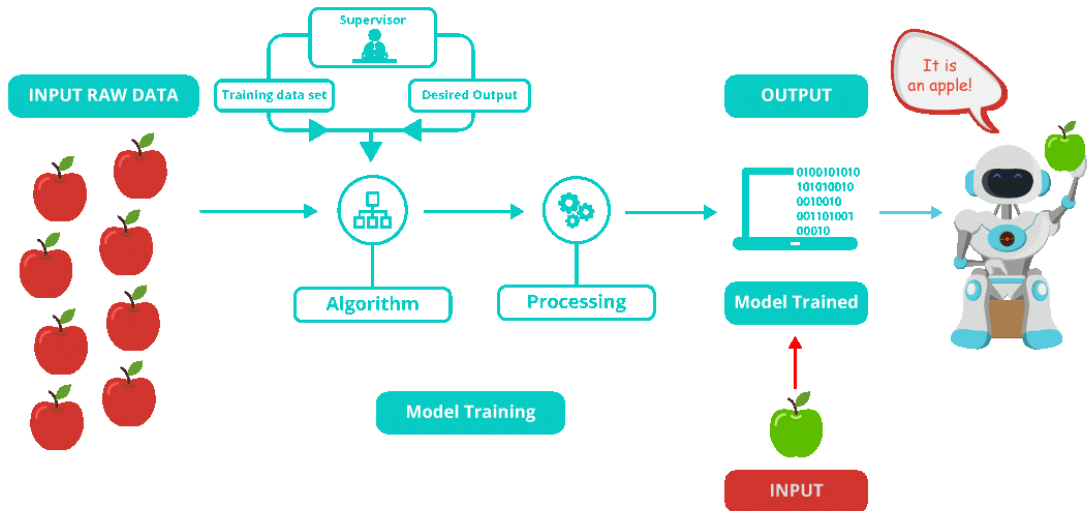 Supervisor
INPUT RAW DATA
Training data set
Desired Output
OUTPUT
It is
an apple!
0100101010
101010010
0010010
001101001
00010
Algorithm
Processing
Model Trained
Model Training
INPUT